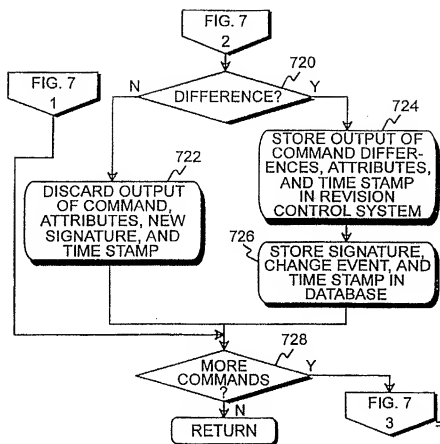 FIG. 7
2
FIG. 7
1
720
N
DIFFERENCE?
Y
722
DISCARD OUTPUT
OF COMMAND,
ATTRIBUTES, NEW
SIGNATURE, AND
TIME STAMP
724
STORE OUTPUT OF
COMMAND DIFFER-
ENCES, ATTRIBUTES,
AND TIME STAMP
IN REVISION
CONTROL SYSTEM
726
STORE SIGNATURE,
CHANGE EVENT, AND
TIME STAMP IN
DATABASE
728
MORE
COMMANDS
?
Y
N
RETURN
FIG. 7
3